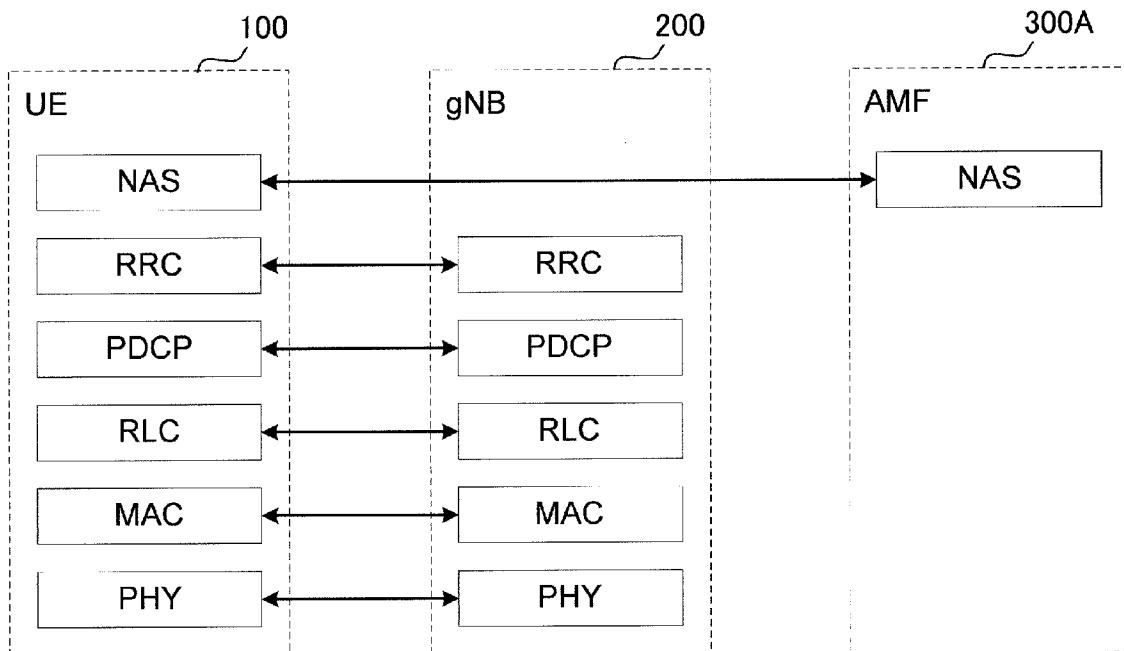 100 200 300A
UE gNB AMF
NAS NAS
RRC RRC
PDCP PDCP
RLC RLC
MAC MAC
PHY PHY